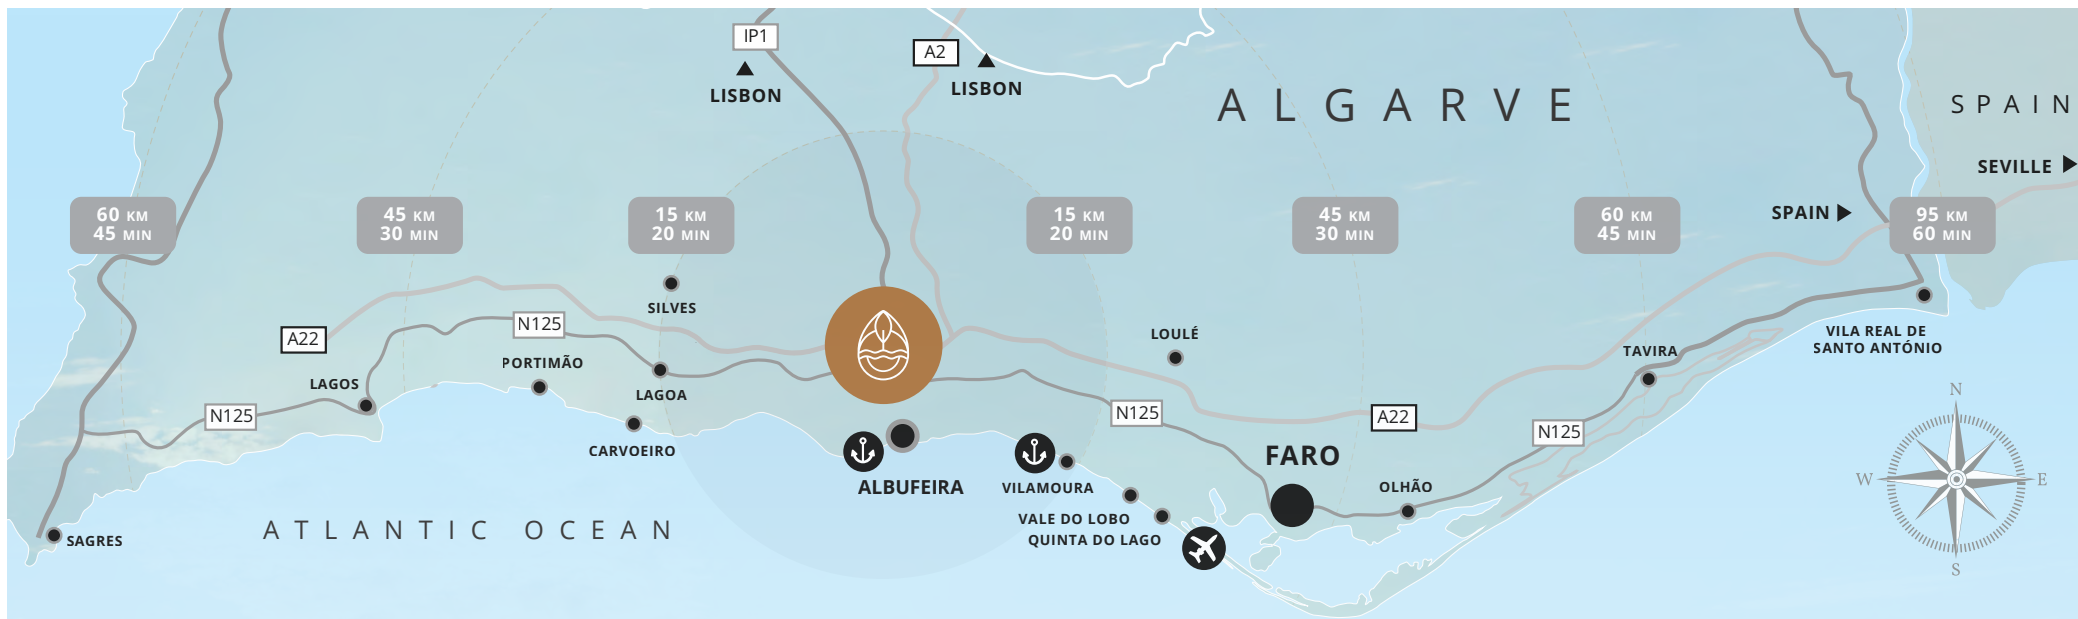 IP1
LISBON
A2
LISBON
ALGARVE
SPAIN
SEVILLE
SPAIN
60 KM
45 MIN
45 KM
30 MIN
15 KM
20 MIN
15 KM
20 MIN
45 KM
30 MIN
60 KM
45 MIN
95 KM
60 MIN
SILVES
A22
N125
PORTIMÃO
LAGOS
LAGOA
N125
CARVOEIRO
LOULÉ
N125
A22
TAVIRA
N125
VILA REAL DE
SANTO ANTÓNIO
FARO
OLHÃO
ALBUFEIRA
VILAMOURA
VALE DO LOBO
QUINTA DO LAGO
ATLANTIC OCEAN
SAGRES
N
W
E
S